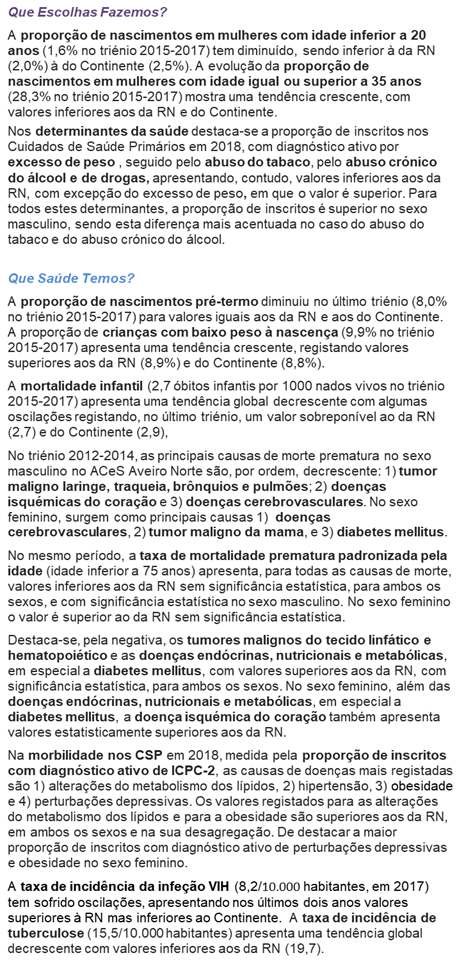 Que Escolhas Fazemos?
A proporção de nascimentos em mulheres com idade inferior a 20
anos (1,6% no triénio 2015-2017) tem diminuído, sendo inferior à da RN
(2,0%) à do Continente (2,5%). A evolução da proporção de
nascimentos em mulheres com idade igual ou superior a 35 anos
(28,3% no triénio 2015-2017) mostra uma tendência crescente, com
valores inferiores aos da RN e do Continente.
Nos determinantes da saúde destaca-se a proporção de inscritos nos
Cuidados de Saúde Primários em 2018, com diagnóstico ativo por
excesso de peso , seguido pelo abuso do tabaco, pelo abuso crónico
do álcool e de drogas, apresentando, contudo, valores inferiores aos da
RN, com excepção do excesso de peso, em que o valor é superior. Para
todos estes determinantes, a proporção de inscritos é superior no sexo
masculino, sendo esta diferença mais acentuada no caso do abuso do
tabaco e do abuso crónico do álcool.
Que Saúde Temos?
A proporção de nascimentos pré-termo diminuiu no último triénio (8,0%
no triénio 2015-2017) para valores iguais aos da RN e aos do Continente.
A proporção de crianças com baixo peso à nascença (9,9% no triénio
2015-2017) apresenta uma tendência crescente, registando valores
superiores aos da RN (8,9%) e do Continente (8,8%).
A mortalidade infantil (2,7 óbitos infantis por 1000 nados vivos no triénio
2015-2017) apresenta uma tendência global decrescente com algumas
oscilações registando, no último triénio, um valor sobreponível ao da RN
(2,7) e do Continente (2,9),
No triénio 2012-2014, as principais causas de morte prematura no sexo
masculino no ACeS Aveiro Norte são, por ordem, decrescente: 1) tumor
maligno laringe, traqueia, brônquios e pulmões; 2) doenças
isquémicas do coração e 3) doenças cerebrovasculares. No sexo
feminino, surgem como principais causas 1) doenças
cerebrovasculares, 2) tumor maligno da mama, e 3) diabetes mellitus.
No mesmo período, a taxa de mortalidade prematura padronizada pela
idade (idade inferior a 75 anos) apresenta, para todas as causas de morte,
valores inferiores aos da RN sem significância estatística, para ambos os
sexos, e com significância estatística no sexo masculino. No sexo feminino
o valor é superior ao da RN sem significância estatística.
Destaca-se, pela negativa, os tumores malignos do tecido linfático e
hematopoiético e as doenças endócrinas, nutricionais e metabólicas,
em especial a diabetes mellitus, com valores superiores aos da RN, com
significância estatística, para ambos os sexos. No sexo feminino, além das
doenças endócrinas, nutricionais e metabólicas, em especial a
diabetes mellitus, a doença isquémica do coração também apresenta
valores estatisticamente superiores aos da RN.
Na morbilidade nos CSP em 2018, medida pela proporção de inscritos
com diagnóstico ativo de ICPC-2, as causas de doenças mais registadas
são 1) alterações do metabolismo dos lípidos, 2) hipertensão, 3) obesidade
e 4) perturbações depressivas. Os valores registados para as alterações
do metabolismo dos lípidos e para a obesidade são superiores aos da RN,
em ambos os sexos e na sua desagregação. De destacar a maior
proporção de inscritos com diagnóstico ativo de perturbações depressivas
e obesidade no sexo feminino.
A taxa de incidência da infeção VIH (8,2/10.000 habitantes, em 2017)
tem sofrido oscilações, apresentando nos últimos dois anos valores
superiores à RN mas inferiores ao Continente. A taxa de incidência de
tuberculose (15,5/10.000 habitantes) apresenta uma tendência global
decrescente com valores inferiores aos da RN (19,7).